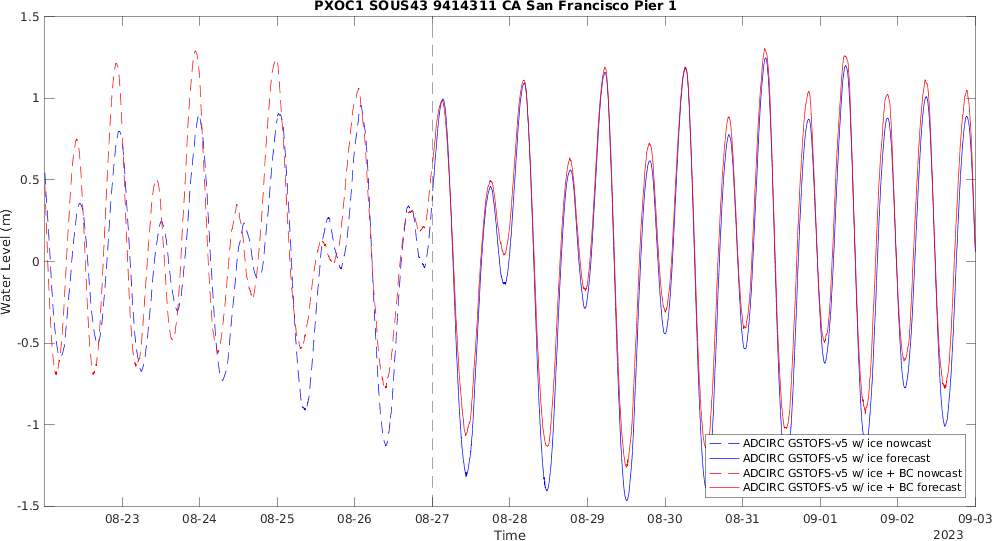 PXOC1 SOUS43 9414311 CA San Francisco Pier 1
Water Level (m)
1.5
1
0.5
0
-0.5
-1
-1.5
ADCIRC GSTOFS-v5 w/ ice nowcast
ADCIRC GSTOFS-v5 w/ ice forecast
ADCIRC GSTOFS-v5 w/ ice + BC nowcast
ADCIRC GSTOFS-v5 w/ ice + BC forecast
08-23 08-24 08-25 08-26 08-27 08-28 08-29 08-30 08-31 09-01 09-02 09-03
Time
2023